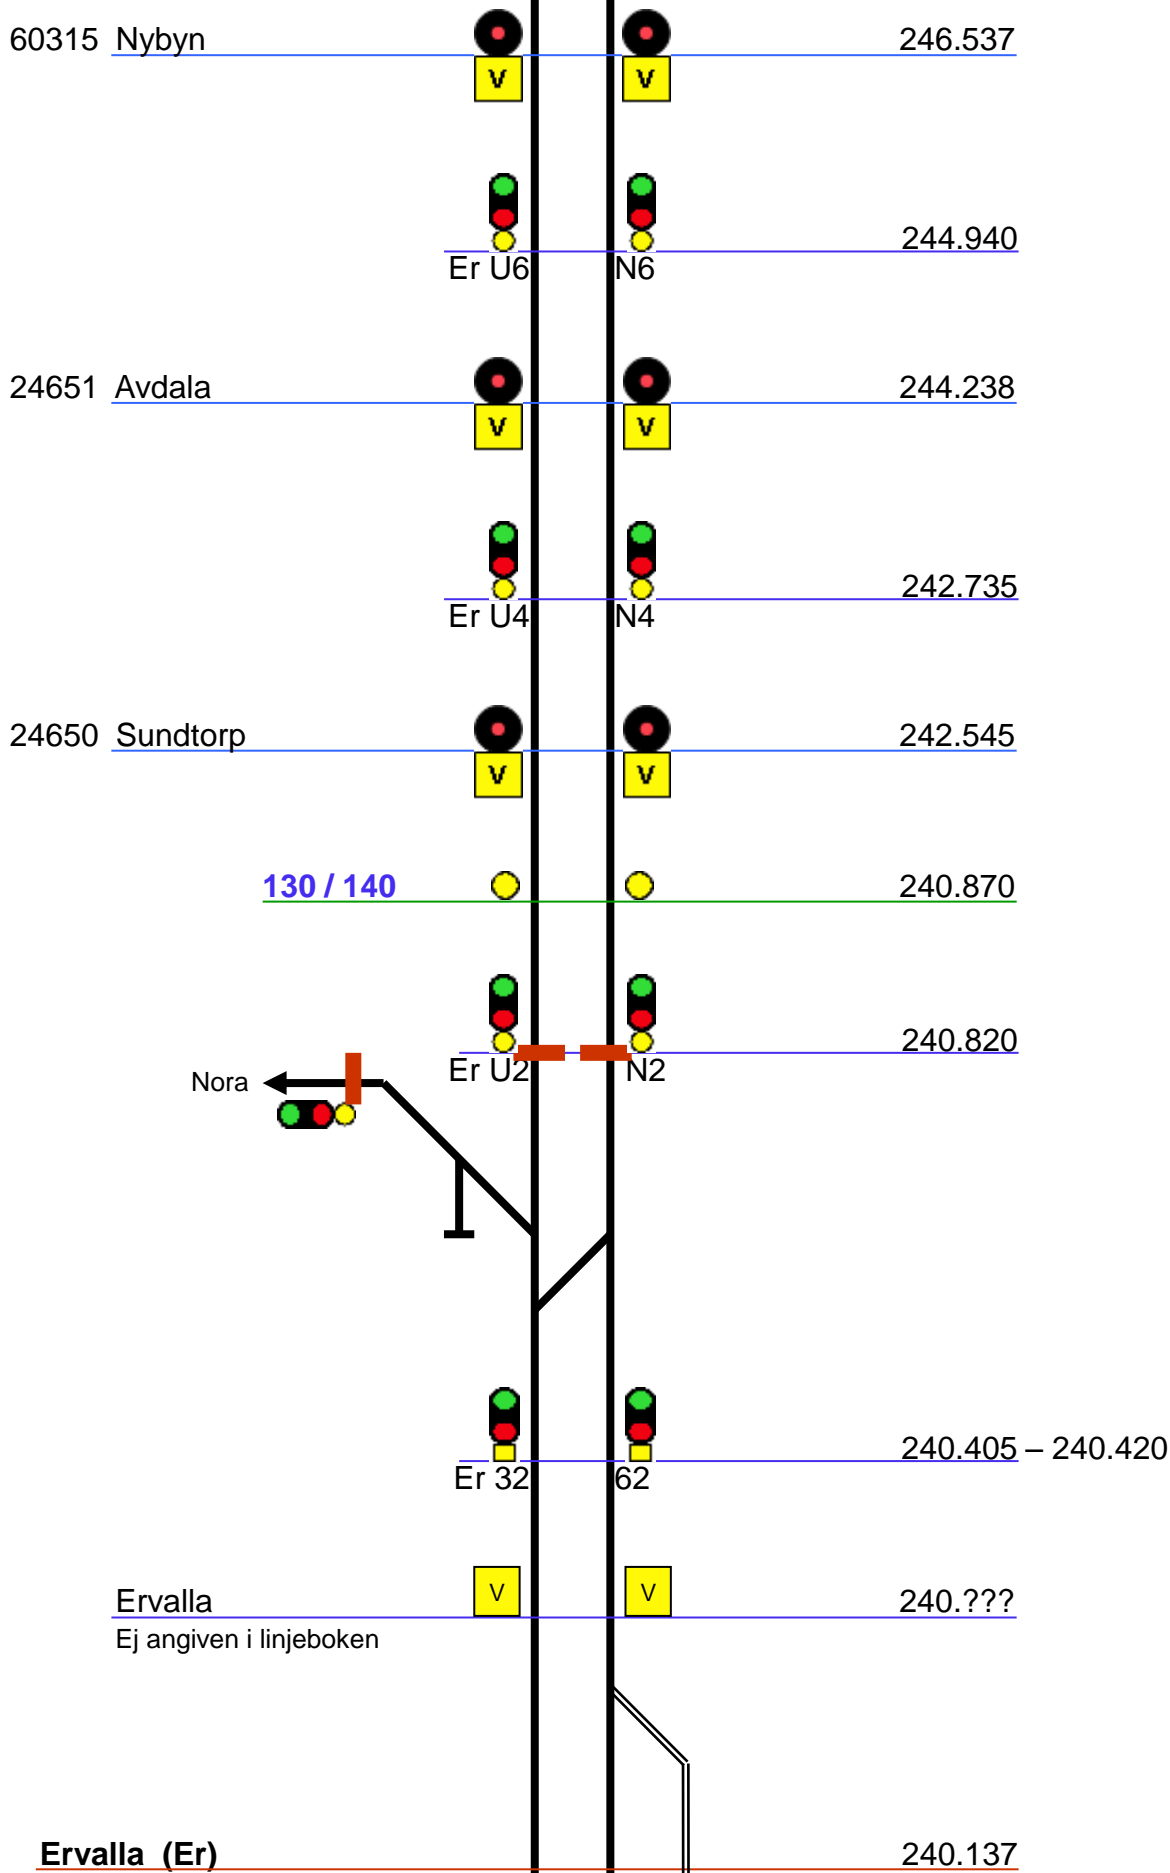 60315 Nybyn 246.537
V V
244.940
Er U6 N6
24651 Avdala 244.238
V V
242.735
Er U4 N4
24650 Sundtorp 242.545
V V
130 / 140 240.870
240.820
Er U2 N2
Nora
240.405 – 240.420
Er 32 62
V V
Ervalla 240.???
Ej angiven i linjeboken
Ervalla (Er) 240.137